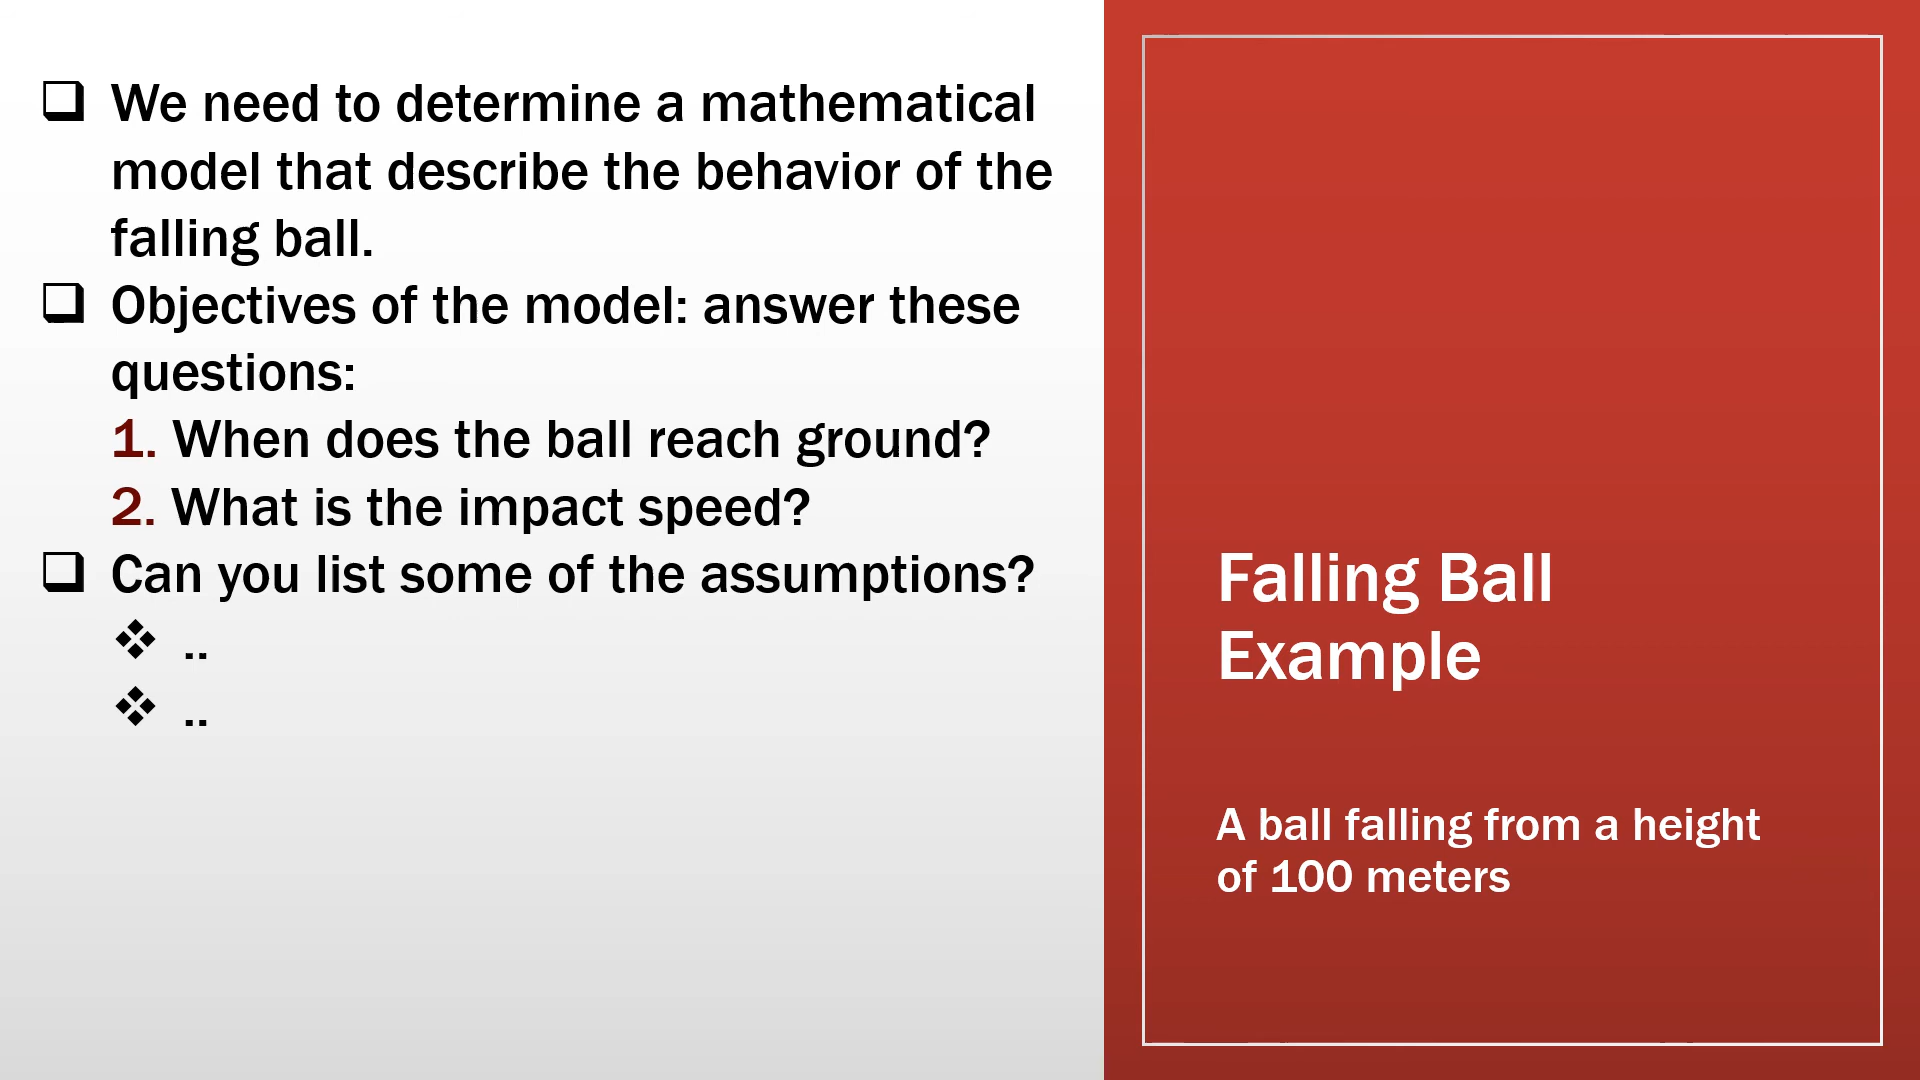 We need to determine a mathematical
model that describe the behavior of the
falling ball.
Objectives of the model: answer these
questions:
1. When does the ball reach ground?
2. What is the impact speed?
Can you list some of the assumptions?
..
..
Falling Ball
Example
A ball falling from a height
of 100 meters